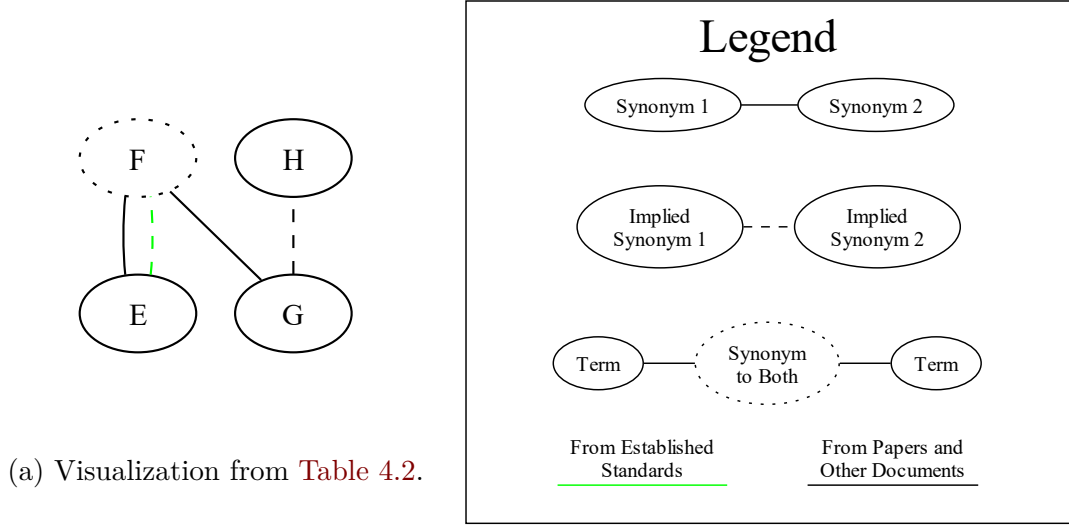 F
H
E
G
(a) Visualization from Table 4.2.
Legend
Synonym 1
Synonym 2
Implied
Synonym 1
Implied
Synonym 2
Term
Synonym
to Both
Term
From Established
Standards
From Papers and
Other Documents